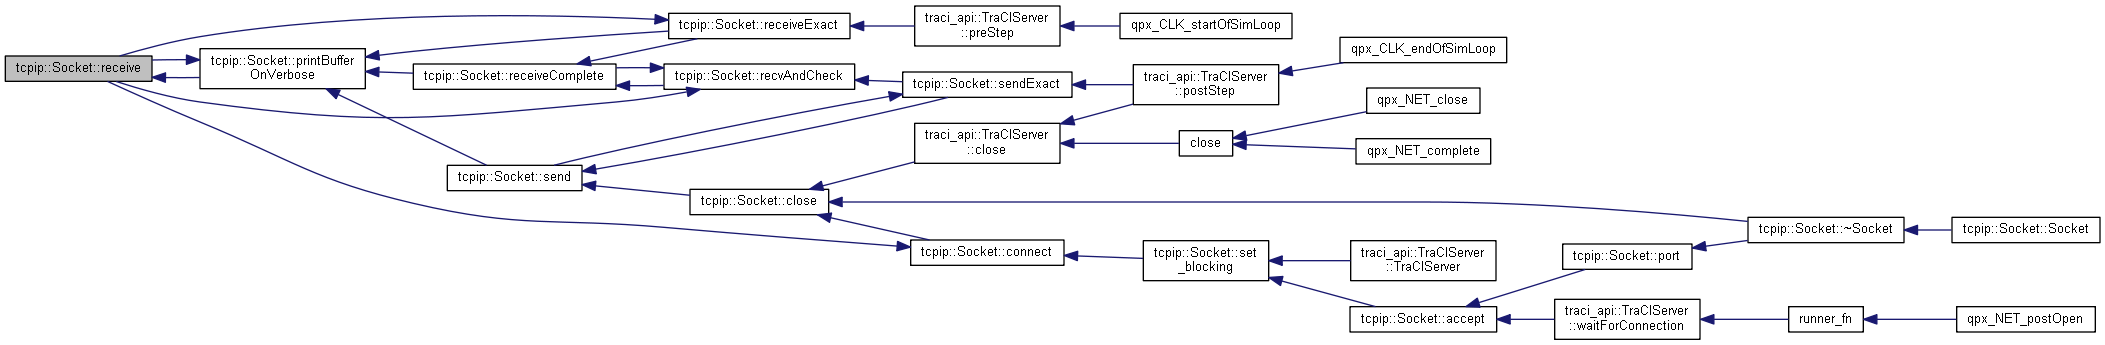 tcpip::Socket::receive
tcpip::Socket::printBuffer
OnVerbose
tcpip::Socket::receiveExact
tcpip::Socket::receiveComplete
tcpip::Socket::recvAndCheck
tcpip::Socket::send
tcpip::Socket::close
traci_api::TraCIServer
::preStep
qpx_CLK_startOfSimLoop
tcpip::Socket::sendExact
traci_api::TraCIServer
::close
tcpip::Socket::connect
traci_api::TraCIServer
::postStep
close
tcpip::Socket::set
_blocking
qpx_CLK_endOfSimLoop
qpx_NET_close
qpx_NET_complete
traci_api::TraCIServer
::TraCIServer
tcpip::Socket::accept
tcpip::Socket::port
traci_api::TraCIServer
::waitForConnection
tcpip::Socket::~Socket
runner_fn
tcpip::Socket::Socket
qpx_NET_postOpen